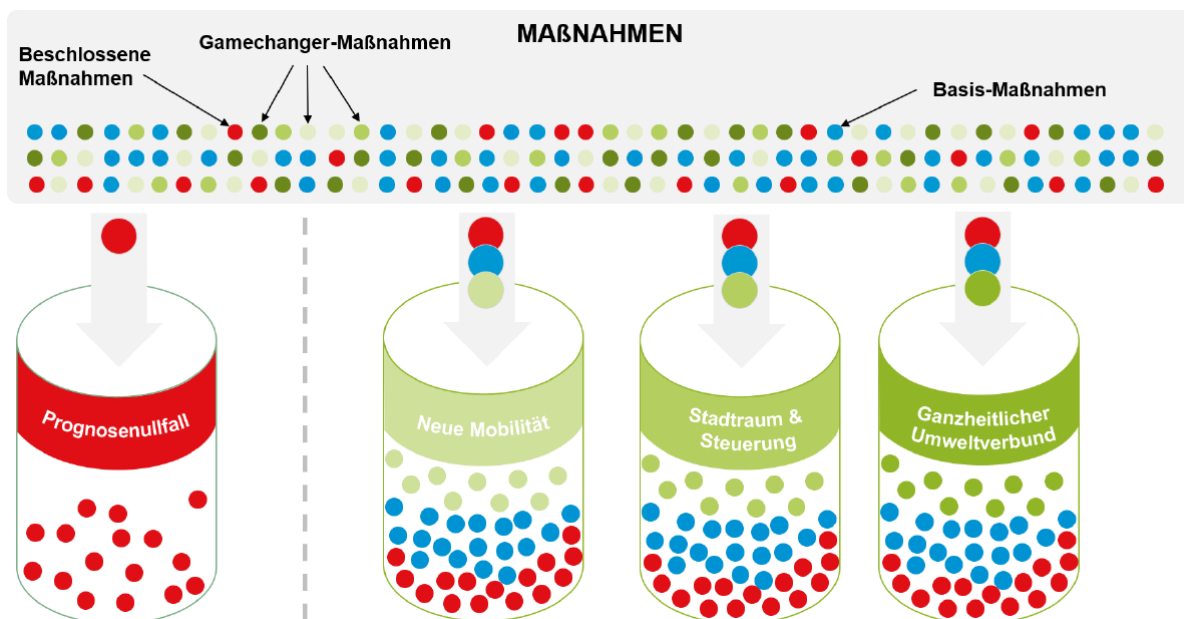 MAßNAHMEN
Gamechanger-Maßnahmen
Beschlossene
Maßnahmen
Basis-Maßnahmen
Prognosenullfall
Neue Mobilität
Stadtraum &
Steuerung
Ganzheitlicher
Umweltverbund